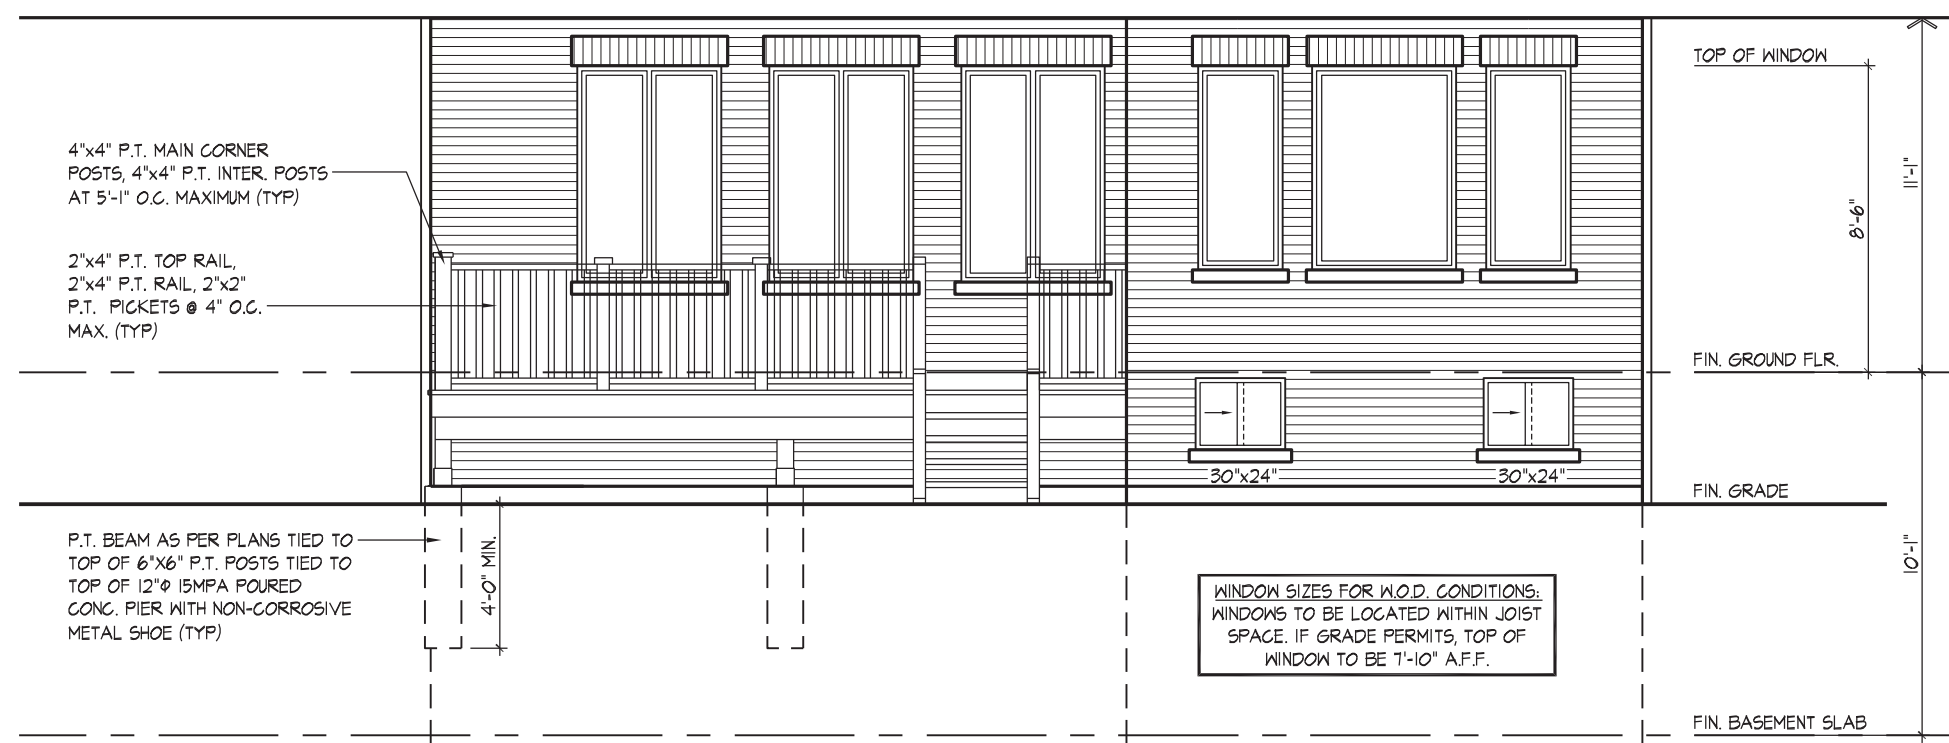 TOP OF WINDOW
4"x4" P.T. MAIN CORNER
POSTS, 4"x4" P.T. INTER. POSTS
AT 5'-1" O.C. MAXIMUM (TYP)
11'-1"
8'-6"
2"x4" P.T. TOP RAIL,
2"x4" P.T. RAIL, 2"x2"
P.T. PICKETS @ 4" O.C.
MAX. (TYP)
FIN. GROUND FLR.
30"x24"
30"x24"
FIN. GRADE
P.T. BEAM AS PER PLANS TIED TO
TOP OF 6"X6" P.T. POSTS TIED TO
TOP OF 12"Φ 15MPA POURED
CONC. PIER WITH NON-CORROSIVE
METAL SHOE (TYP)
4'-0" MIN.
10'-1"
WINDOW SIZES FOR W.O.D. CONDITIONS:
WINDOWS TO BE LOCATED WITHIN JOIST
SPACE. IF GRADE PERMITS, TOP OF
WINDOW TO BE 7'-10" A.F.F.
FIN. BASEMENT SLAB